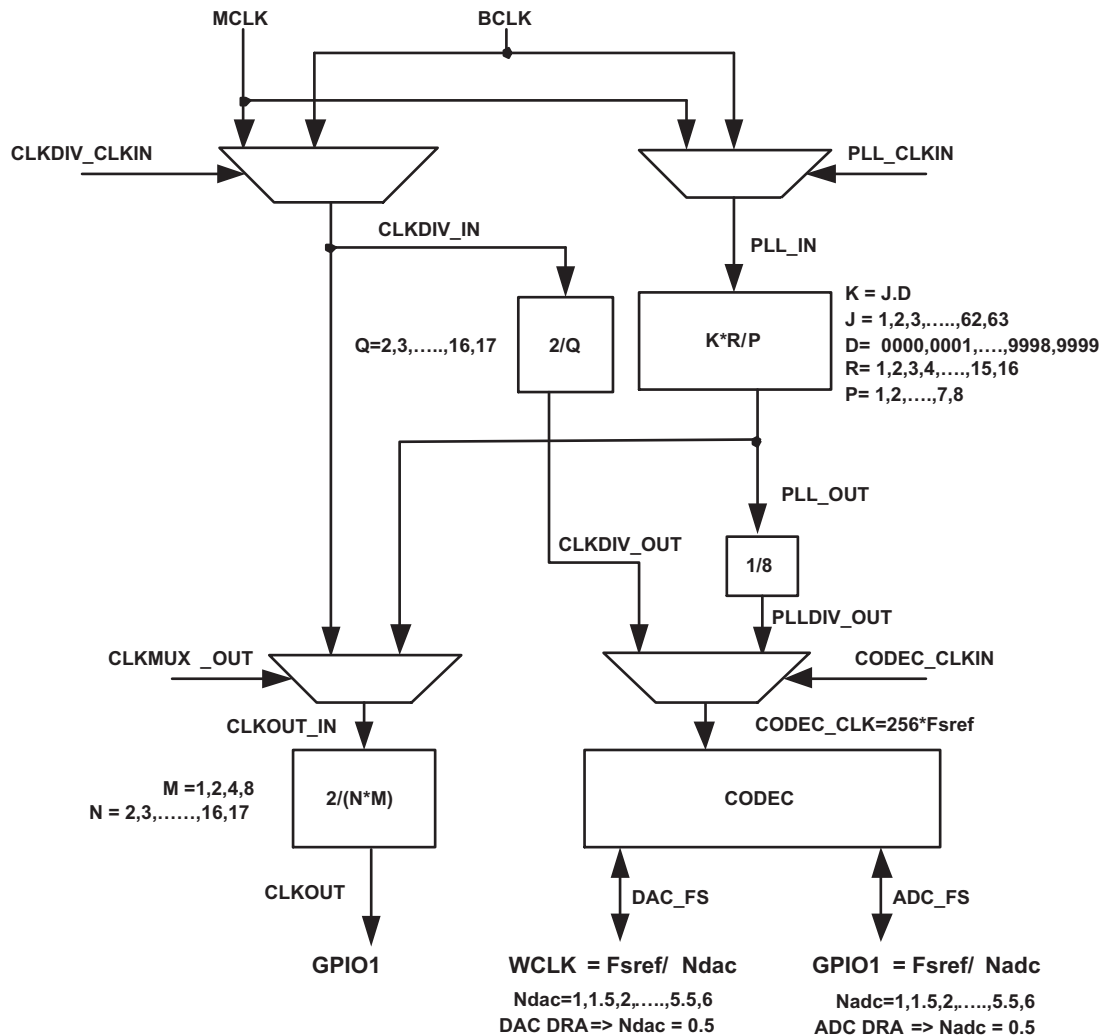 MCLK
BCLK
CLKDIV_CLKIN
PLL_CLKIN
CLKDIV_IN
PLL_IN
K = J.D
J = 1,2,3,…..,62,63
D= 0000,0001,….,9998,9999
R= 1,2,3,4,….,15,16
P= 1,2,….,7,8
Q=2,3,…..,16,17
2/Q
K*R/P
PLL_OUT
CLKDIV_OUT
1/8
PLLDIV_OUT
CLKMUX _OUT
CODEC_CLKIN
CLKOUT_IN
CODEC_CLK=256*Fsref
M =1,2,4,8
N = 2,3,……,16,17
2/(N*M)
CODEC
CLKOUT
DAC_FS
ADC_FS
GPIO1
WCLK = Fsref/ Ndac
GPIO1 = Fsref/ Nadc
Ndac=1,1.5,2,…..,5.5,6
DAC DRA => Ndac = 0.5
Nadc=1,1.5,2,…..,5.5,6
ADC DRA => Nadc = 0.5